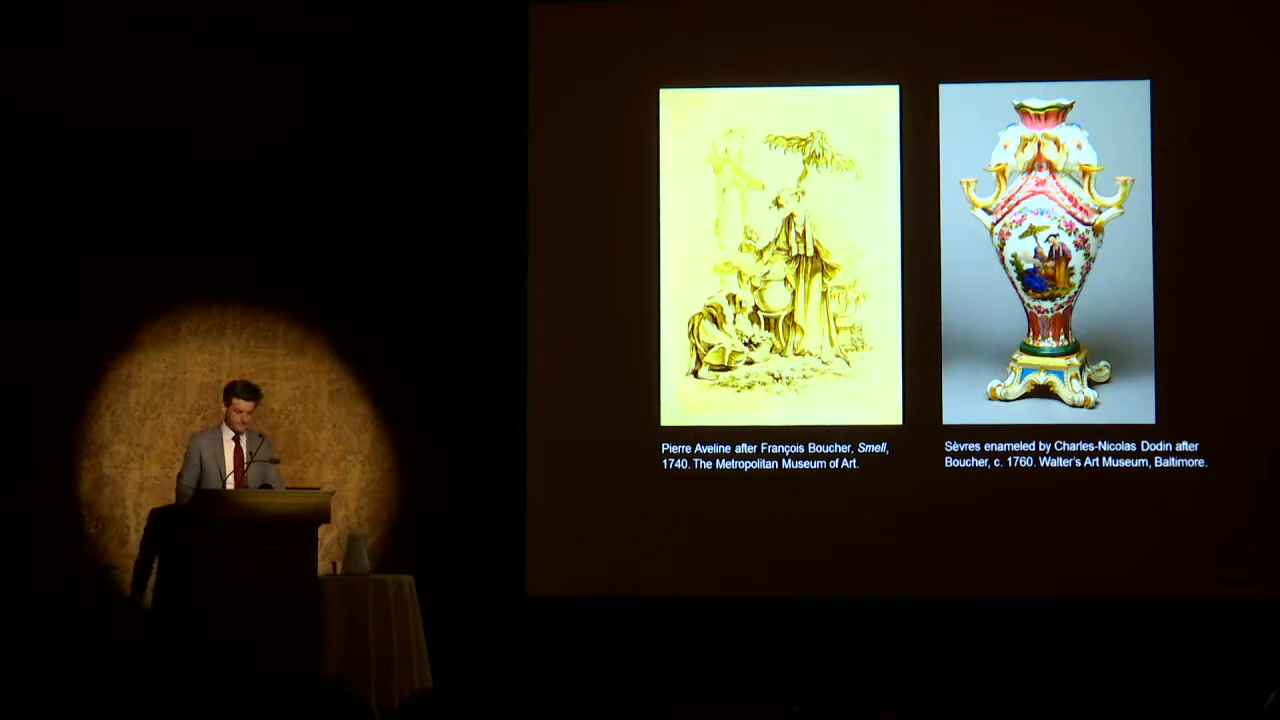 Pierre Aveline after François Boucher, Smell,
1740. The Metropolitan Museum of Art.
Sèvres enameled by Charles-Nicolas Dodin after
Boucher, c. 1760. Walter's Art Museum, Baltimore.